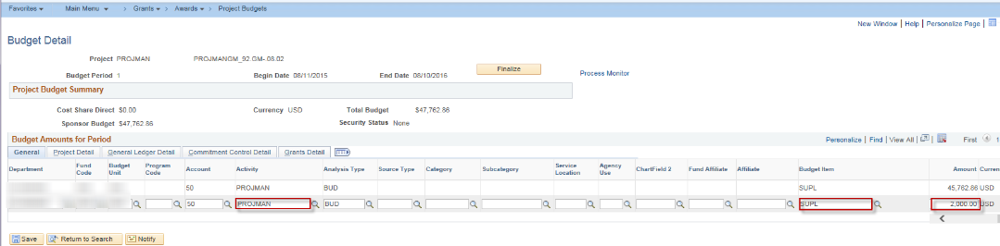 Favorites Main Menu > Grants > Awards > Project Budgets
New Window | Help | Personalize Page |
Budget Detail
Project PROJMAN PROJMANGM_92.GM- 08.02
Finalize
Budget Period 1 Begin Date 08/11/2015 End Date 08/10/2016 Process Monitor
Project Budget Summary
Cost Share Direct $0.00 Currency USD Total Budget $47,762.86
Sponsor Budget $47,762.86 Security Status None
Budget Amounts for Period Personalize | Find | View All | | First 1
General Project Detail General Ledger Detail Commitment Control Detail Grants Detail
Department Fund Code Budget Unit Program Code Account Activity Analysis Type Source Type Category Subcategory Service Location Agency Use ChartField 2 Fund Affiliate Affiliate Budget Item Amount Curren
50 PROJMAN BUD SUPL 45,762.86 USD
50 PROJMAN BUD SUPL 2,000.00 USD
Save Return to Search Notify